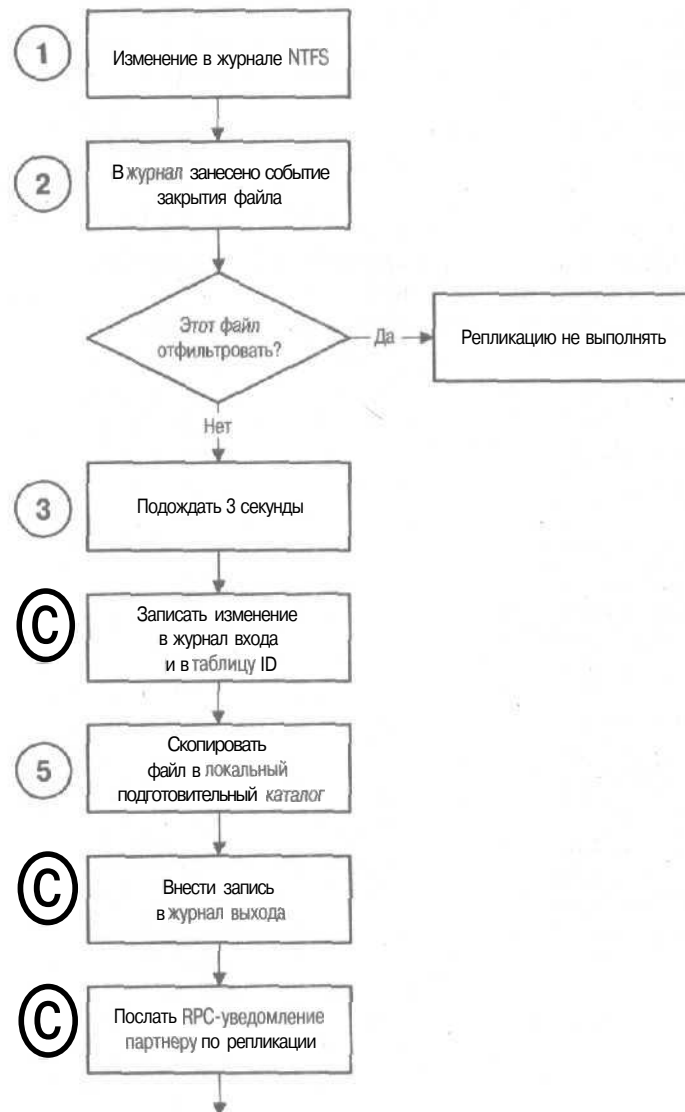 1
Изменение в журнале NTFS
2
В журнал занесено событие
закрытия файла
Этот файл
отфильтровать?
Да
Репликацию не выполнять
Нет
3
Подождать 3 секунды
©
Записать изменение
в журнал входа
и в таблицу ID
5
Скопировать
файл в локальный
подготовительный каталог
©
Внести запись
в журнал выхода
©
Послать RPC-уведомление
партнеру по репликации